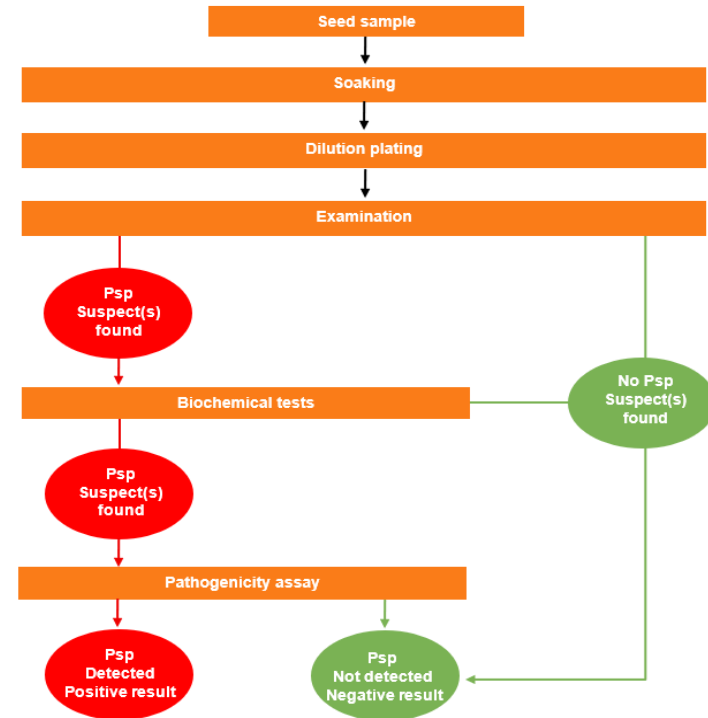 Seed sample
Soaking
Dilution plating
Examination
Psp
Suspect(s)
found
No Psp
Suspect(s)
found
Biochemical tests
Psp
Suspect(s)
found
Pathogenicity assay
Psp
Detected
Positive result
Psp
Not detected
Negative result